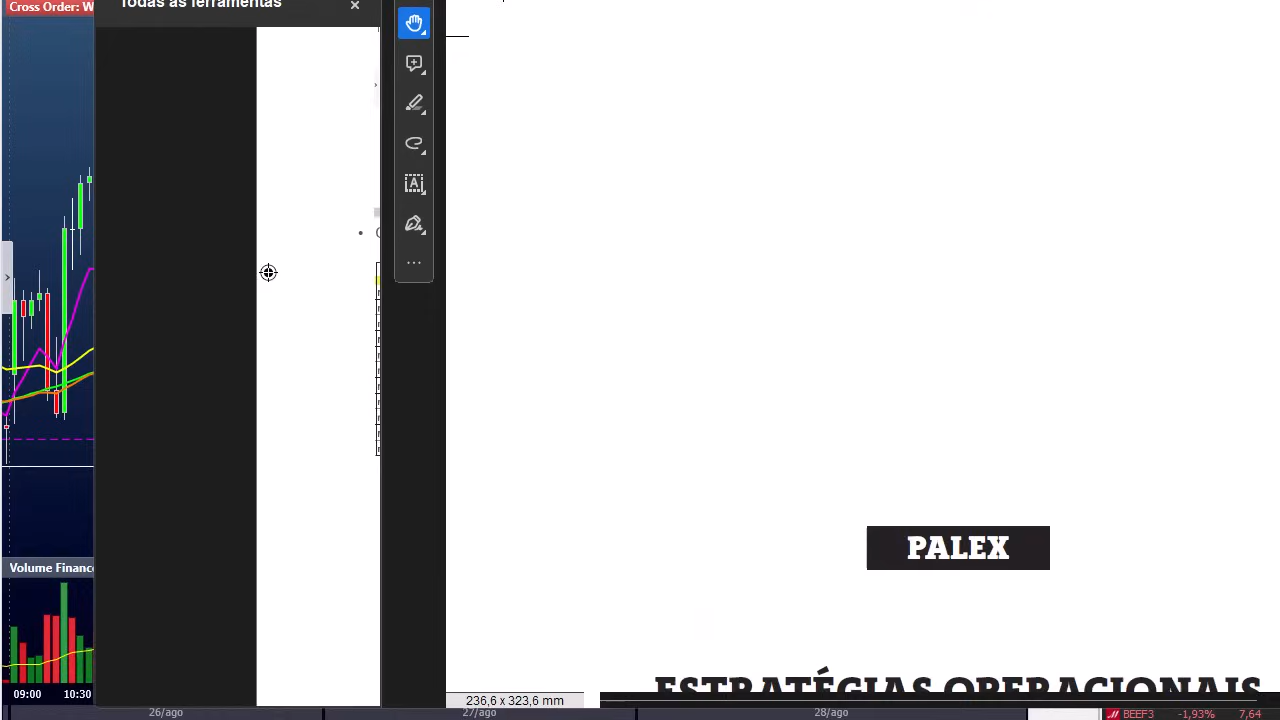 Cross Order: W
Todas as ferramentas
PALEX
ESTRATÉGIAS OPERACIONAIS
Volume Financ
09:00 10:30
236,6 x 323,6 mm
26/ago
27/ago
28/ago
BEEF3 -1,93% 7,64